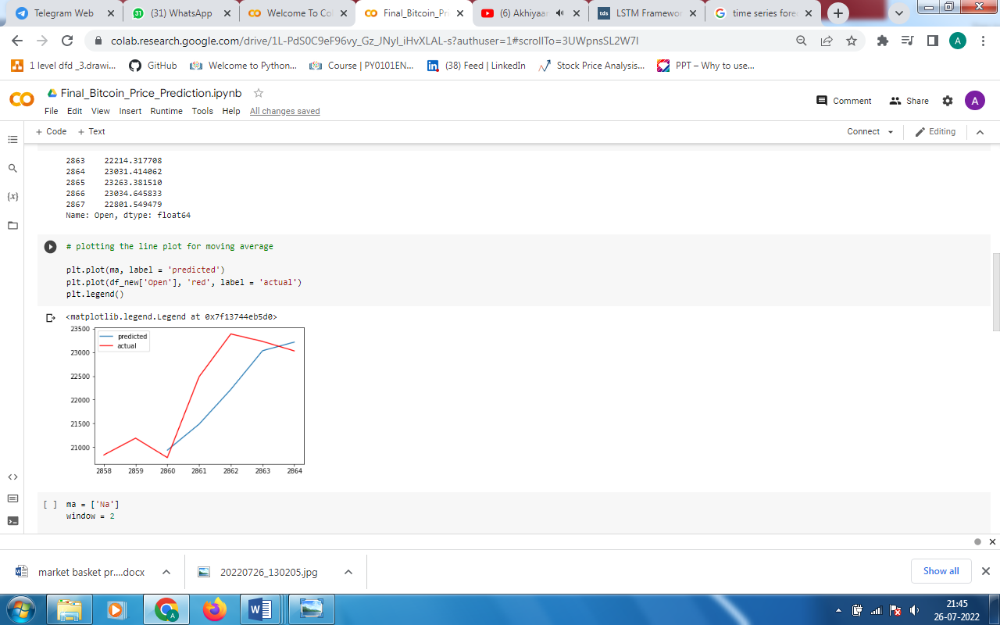 Telegram Web
31
(31) WhatsApp
Welcome To Co
Final_Bitcoin_Pr
(6) Akhiyaar
tds
LSTM Framewor
time series fore
colab.research.google.com/drive/
A
1 level dfd _3.drawi...
GitHub
Welcome to Python...
Course | PY0101EN...
in
(38) Feed | LinkedIn
Stock Price Analysis...
PPT – Why to use...
Final_Bitcoin_Price_Prediction.ipynb
Comment
Share
A
File Edit View Insert Runtime Tools Help All changes saved
+ Code + Text
Connect
Editing
{x}
2863 22214.317708
2864 23031.414062
2865 23263.381510
2866 23034.645833
2867 22801.549479
Name: Open, dtype: float64
# plotting the line plot for moving average
plt.plot(ma, label = 'predicted')
plt.plot(df_new['Open'], 'red', label = 'actual')
plt.legend()
<matplotlib.legend.Legend at 0x7f13744eb5d0>
predicted
actual
23500
23000
22500
22000
21500
21000
2858 2859 2860 2861 2862 2863 2864
[ ] ma = ['Na']
window = 2
market basket pr....docx
20220726_130205.jpg
Show all
21:45
26-07-2022